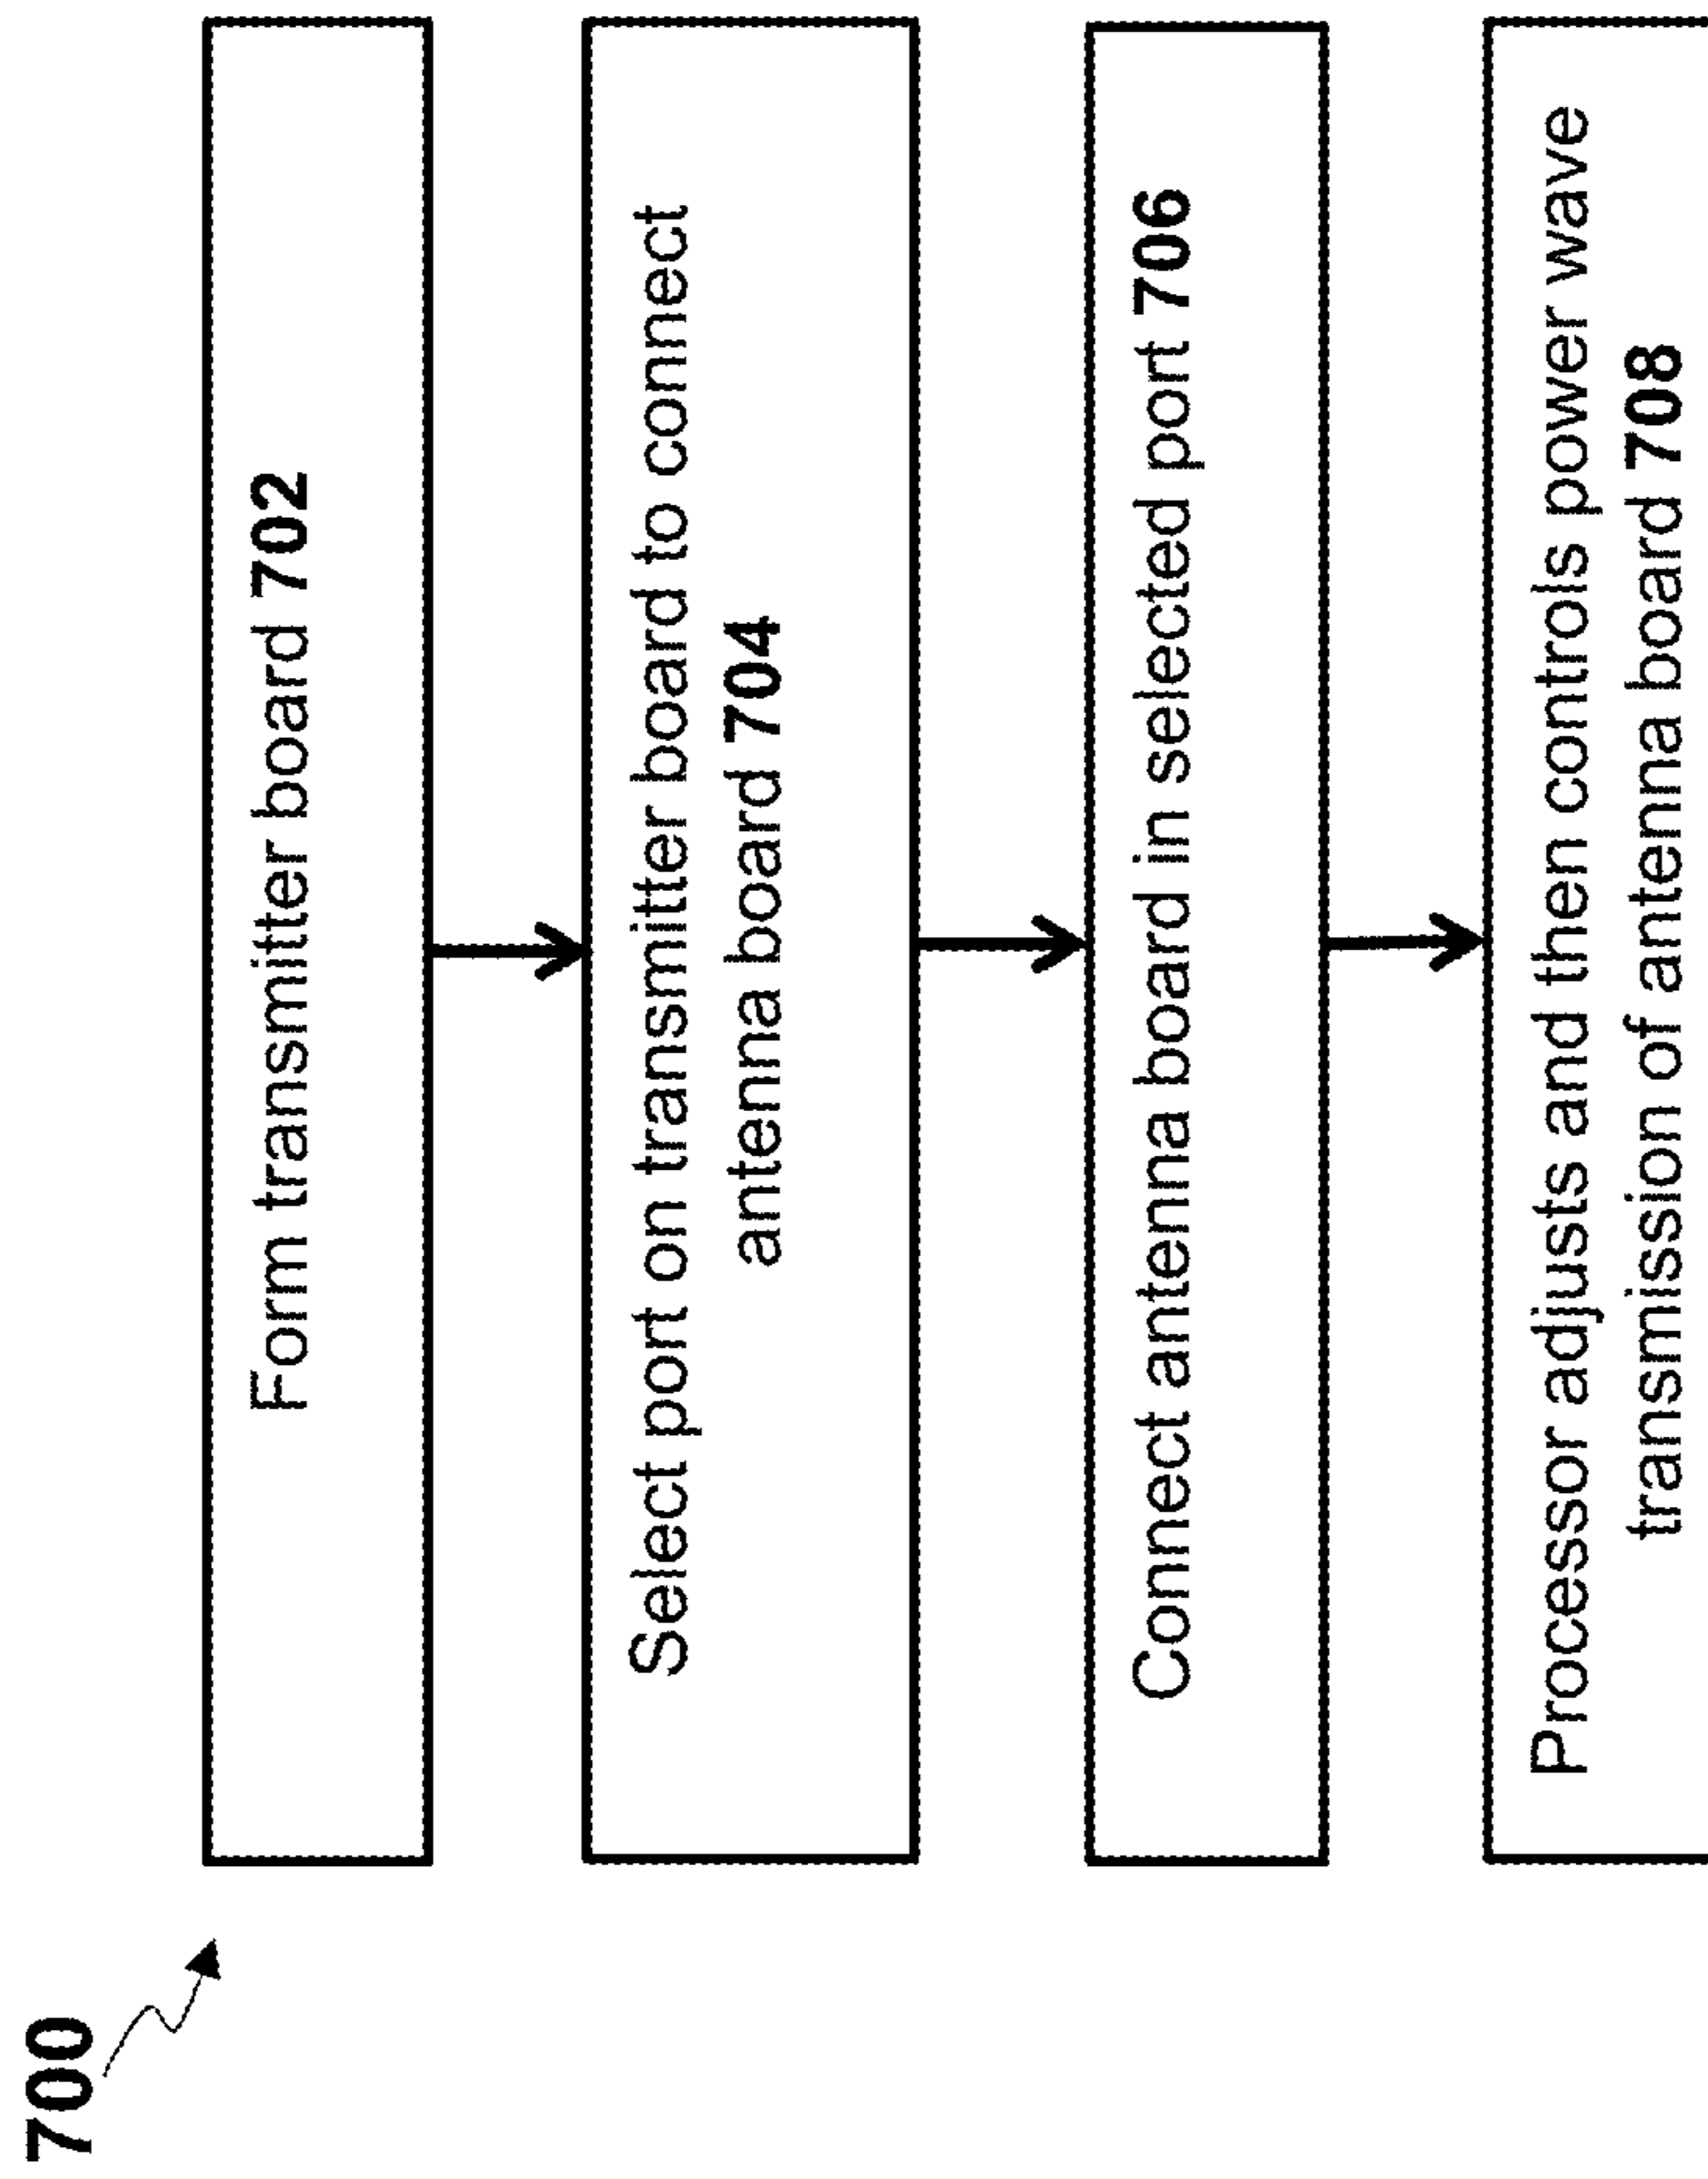 700
Form transmitter board 702
Select port on transmitter board to connect
antenna board 704
Connect antenna board in selected port 706
Processor adjusts and then controls power wave
transmission of antenna board 708